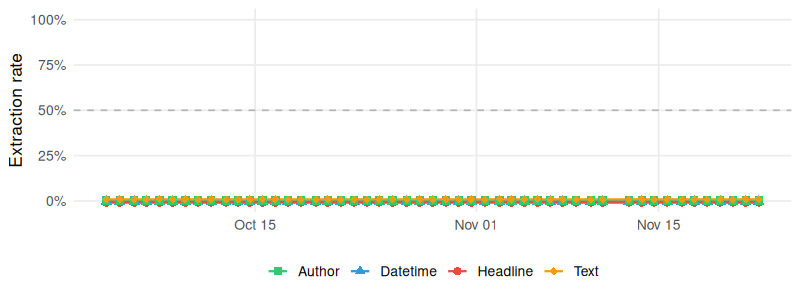 100%
75%
50%
25%
0%
Extraction rate
Oct 15
Nov 01
Nov 15
Author
Datetime
Headline
Text